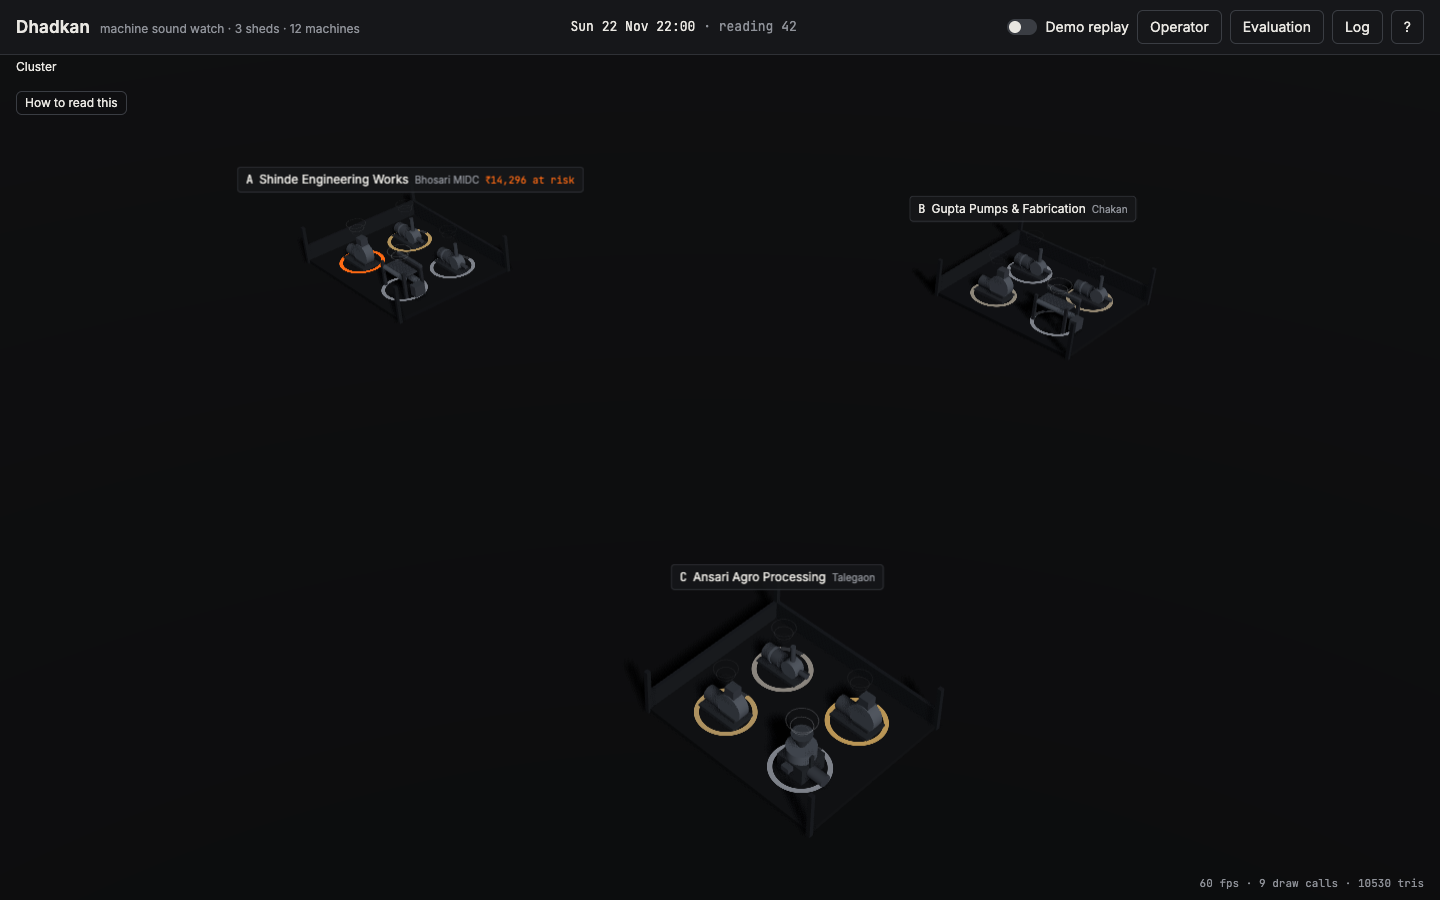 Dhadkan machine sound watch · 3 sheds · 12 machines
Sun 22 Nov 22:00 · reading 42
Demo replay
Operator
Evaluation
Log
?
Cluster
How to read this
A Shinde Engineering Works Bhosari MIDC ₹14,296 at risk
B Gupta Pumps & Fabrication Chakan
C Ansari Agro Processing Talegaon
60 fps · 9 draw calls · 10530 tris